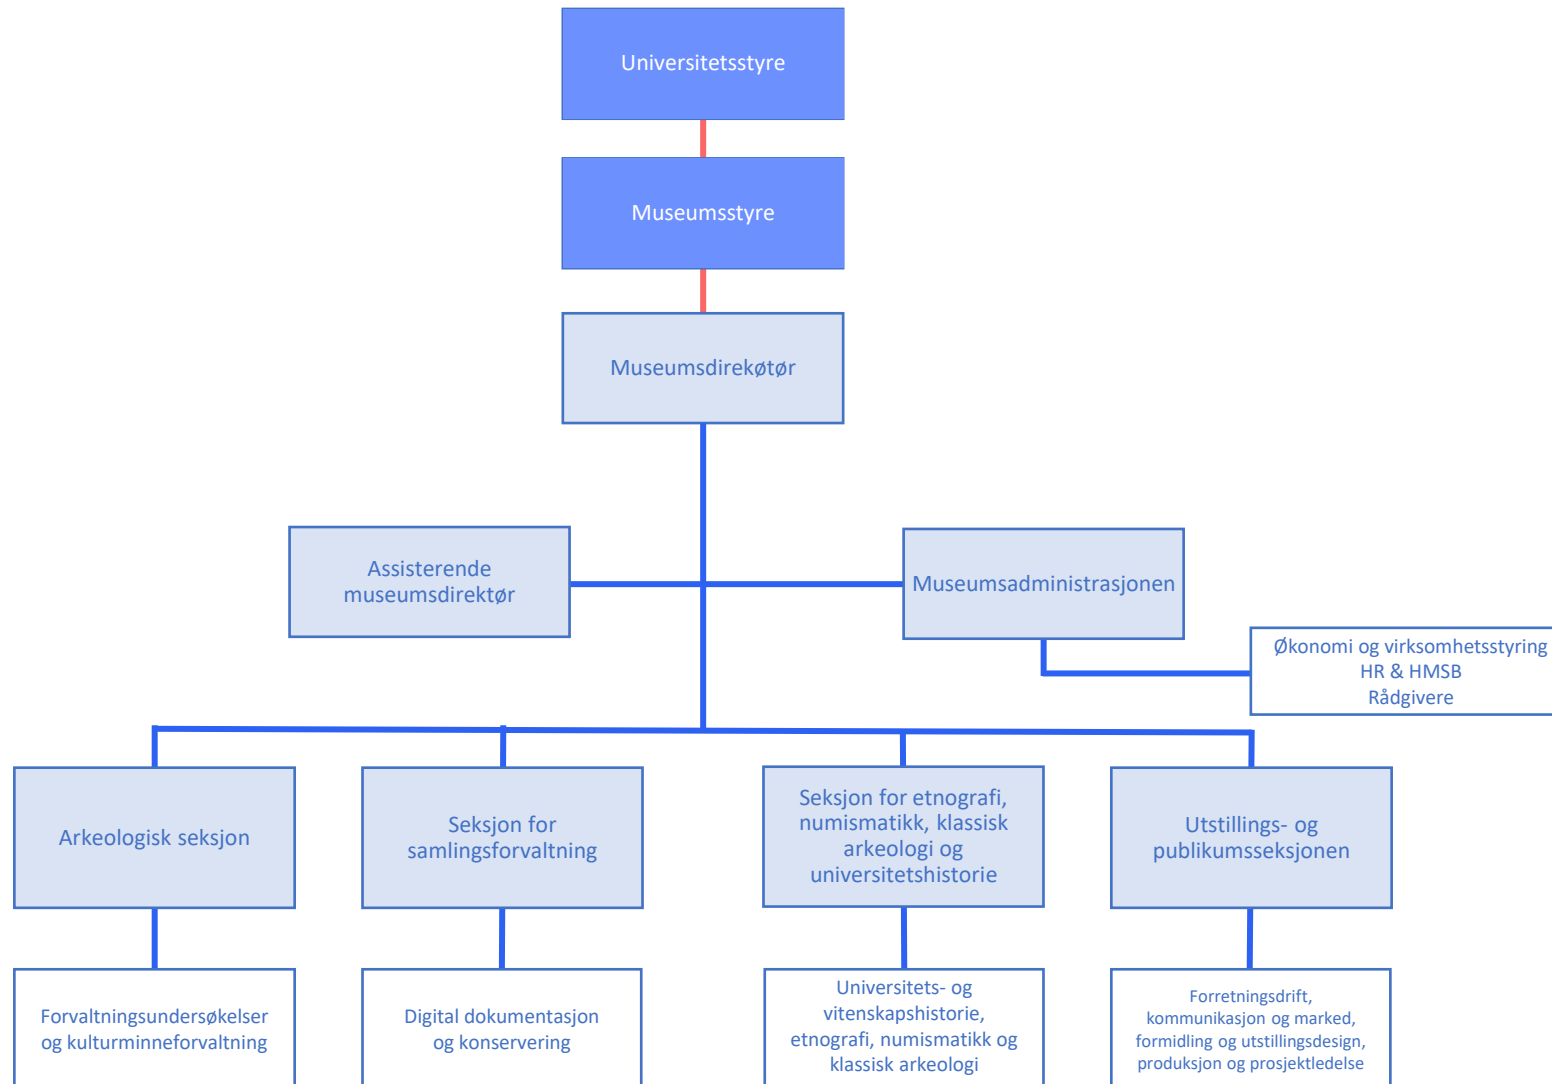 Universitetsstyre
Museumsstyre
Museumsdirekøtør
Assisterende
museumsdirektør
Museumsadministrasjonen
Økonomi og virksomhetsstyring
HR & HMSB
Rådgivere
Arkeologisk seksjon
Seksjon for
samlingsforvaltning
Seksjon for etnografi,
numismatikk, klassisk
arkeologi og
universitetshistorie
Utstillings- og
publikumsseksjonen
Forvaltningsundersøkelser
og kulturminneforvaltning
Digital dokumentasjon
og konservering
Universitets- og
vitenskapshistorie,
etnografi, numismatikk og
klassisk arkeologi
Forretningsdrift,
kommunikasjon og marked,
formidling og utstillingsdesign,
produksjon og prosjektledelse